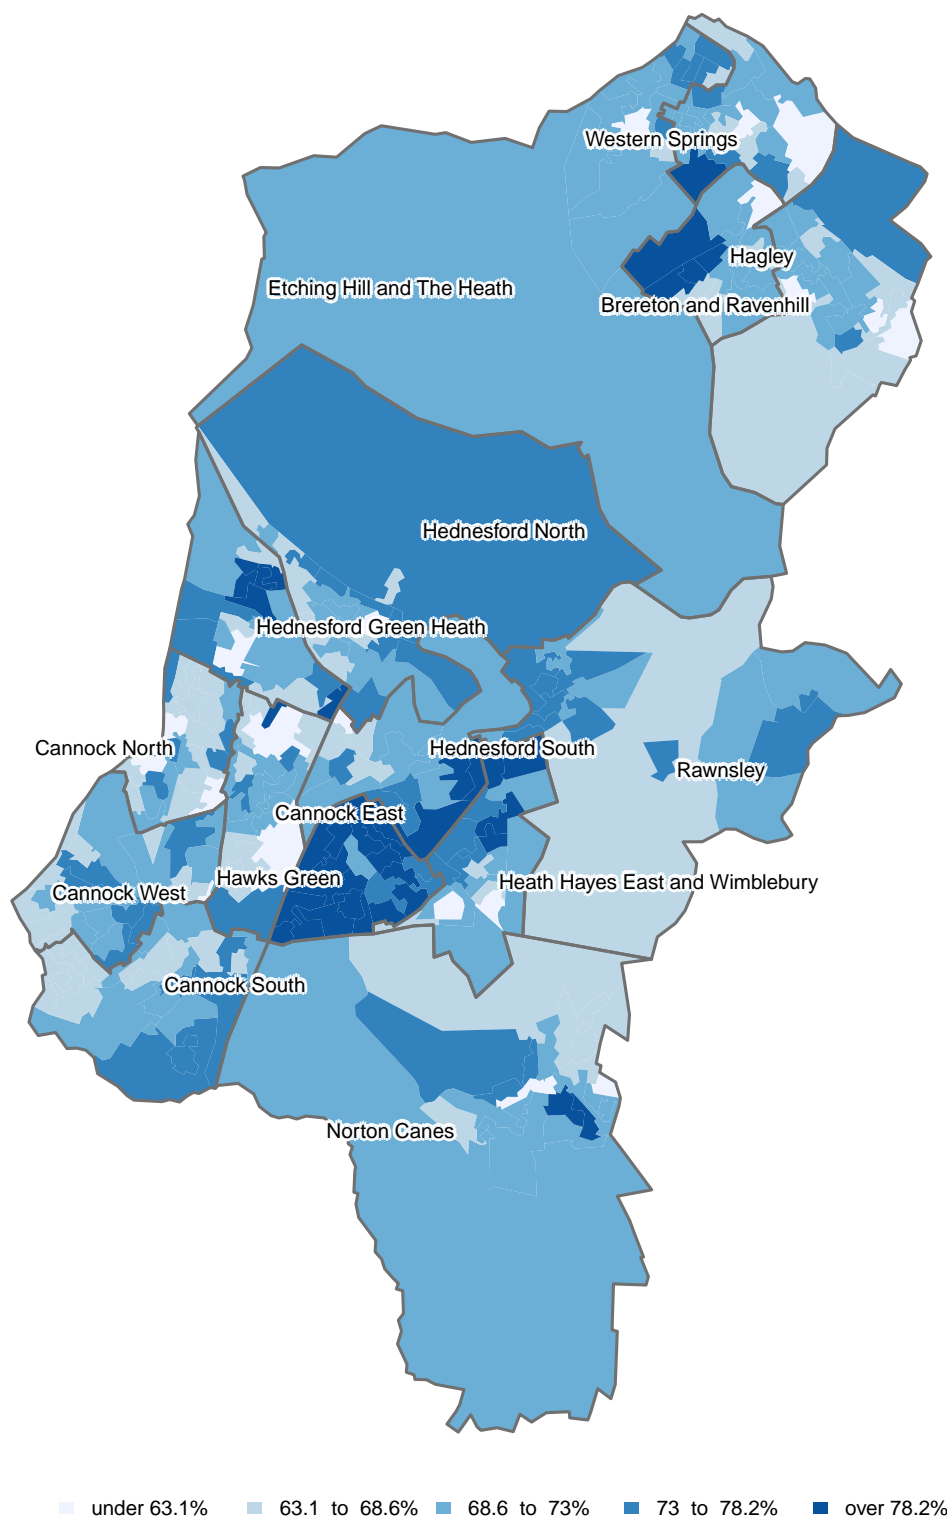 Western Springs
Hagley
Etching Hill and The Heath
Brereton and Ravenhill
Hednesford North
Hednesford Green Heath
Cannock North
Hednesford South
Rawnsley
Cannock East
Hawks Green
Heath Hayes East and Wimblebury
Cannock West
Cannock South
Norton Canes
under 63.1% 63.1 to 68.6% 68.6 to 73% 73 to 78.2% over 78.2%